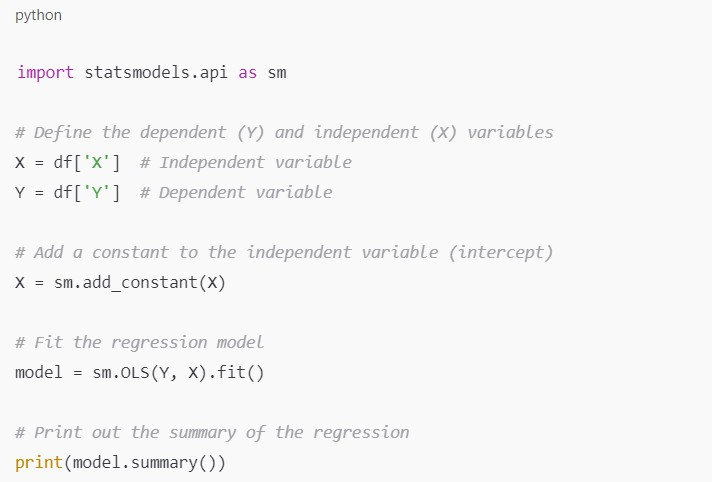 python
import statsmodels.api as sm
# Define the dependent (Y) and independent (X) variables
X = df['X']  # Independent variable
Y = df['Y']  # Dependent variable
# Add a constant to the independent variable (intercept)
X = sm.add_constant(X)
# Fit the regression model
model = sm.OLS(Y, X).fit()
# Print out the summary of the regression
print(model.summary())